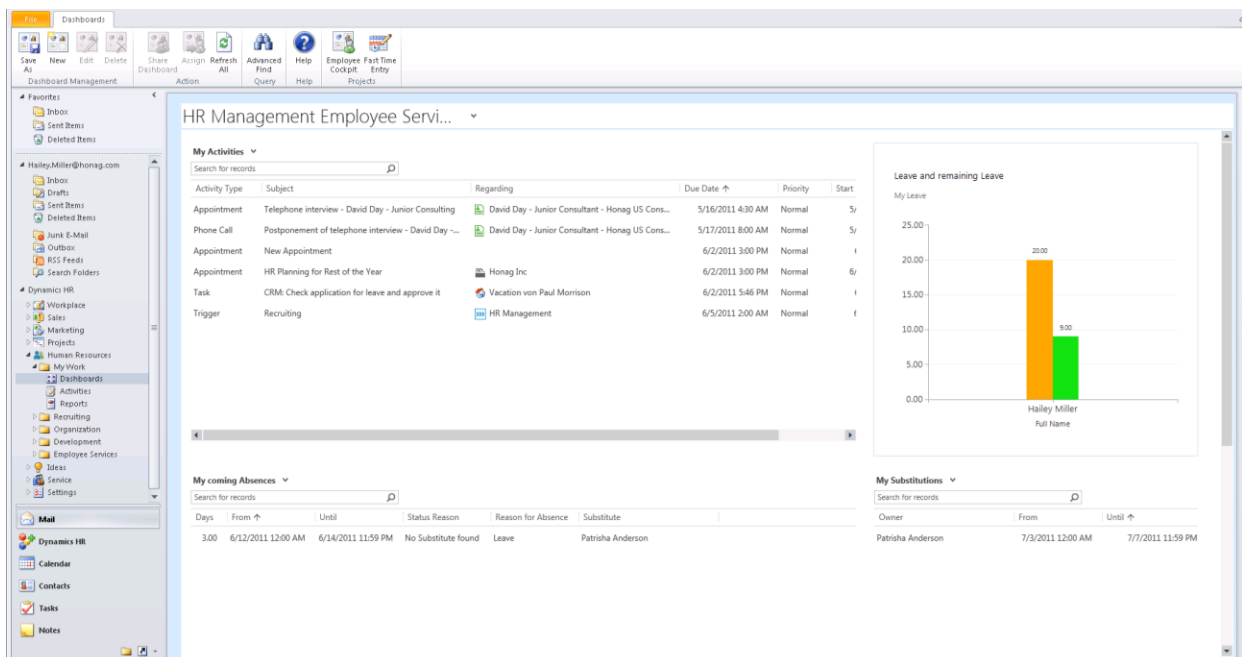 File Dashboards
Save As New Edit Delete Share Dashboard Assign Refresh All Advanced Find Help Employee Cockpit Fast Time Entry
Dashboard Management Action Query Help Projects
Favorites
Inbox
Sent Items
Deleted Items
Hailey.Miller@honag.com
Inbox
Drafts
Sent Items
Deleted Items
Junk E-Mail
Outbox
RSS Feeds
Search Folders
Dynamics HR
Workplace
Sales
Marketing
Projects
Human Resources
My Work
Dashboards
Activities
Reports
Recruiting
Organization
Development
Employee Services
Ideas
Service
Settings
Mail
Dynamics HR
Calendar
Contacts
Tasks
Notes
HR Management Employee Servi...
My Activities
Search for records
Activity Type Subject Regarding Due Date Priority Start
Appointment Telephone interview - David Day - Junior Consulting David Day - Junior Consultant - Honag US Cons... 5/16/2011 4:30 AM Normal 5/
Phone Call Postponement of telephone interview - David Day -... David Day - Junior Consultant - Honag US Cons... 5/17/2011 8:00 AM Normal 5/
Appointment New Appointment 6/2/2011 3:00 PM Normal
Appointment HR Planning for Rest of the Year Honag Inc 6/2/2011 3:00 PM Normal 6/
Task CRM: Check application for leave and approve it Vacation von Paul Morrison 6/2/2011 5:46 PM Normal
Trigger Recruiting HR Management 6/5/2011 2:00 AM Normal
Leave and remaining Leave
My Leave
25.00
20.00
15.00
10.00
5.00
0.00
20.00
9.00
Hailey Miller
Full Name
My coming Absences
Search for records
Days From Until Status Reason Reason for Absence Substitute
3.00 6/12/2011 12:00 AM 6/14/2011 11:59 PM No Substitute found Leave Patrisha Anderson
My Substitutions
Search for records
Owner From Until
Patrisha Anderson 7/3/2011 12:00 AM 7/7/2011 11:59 PM